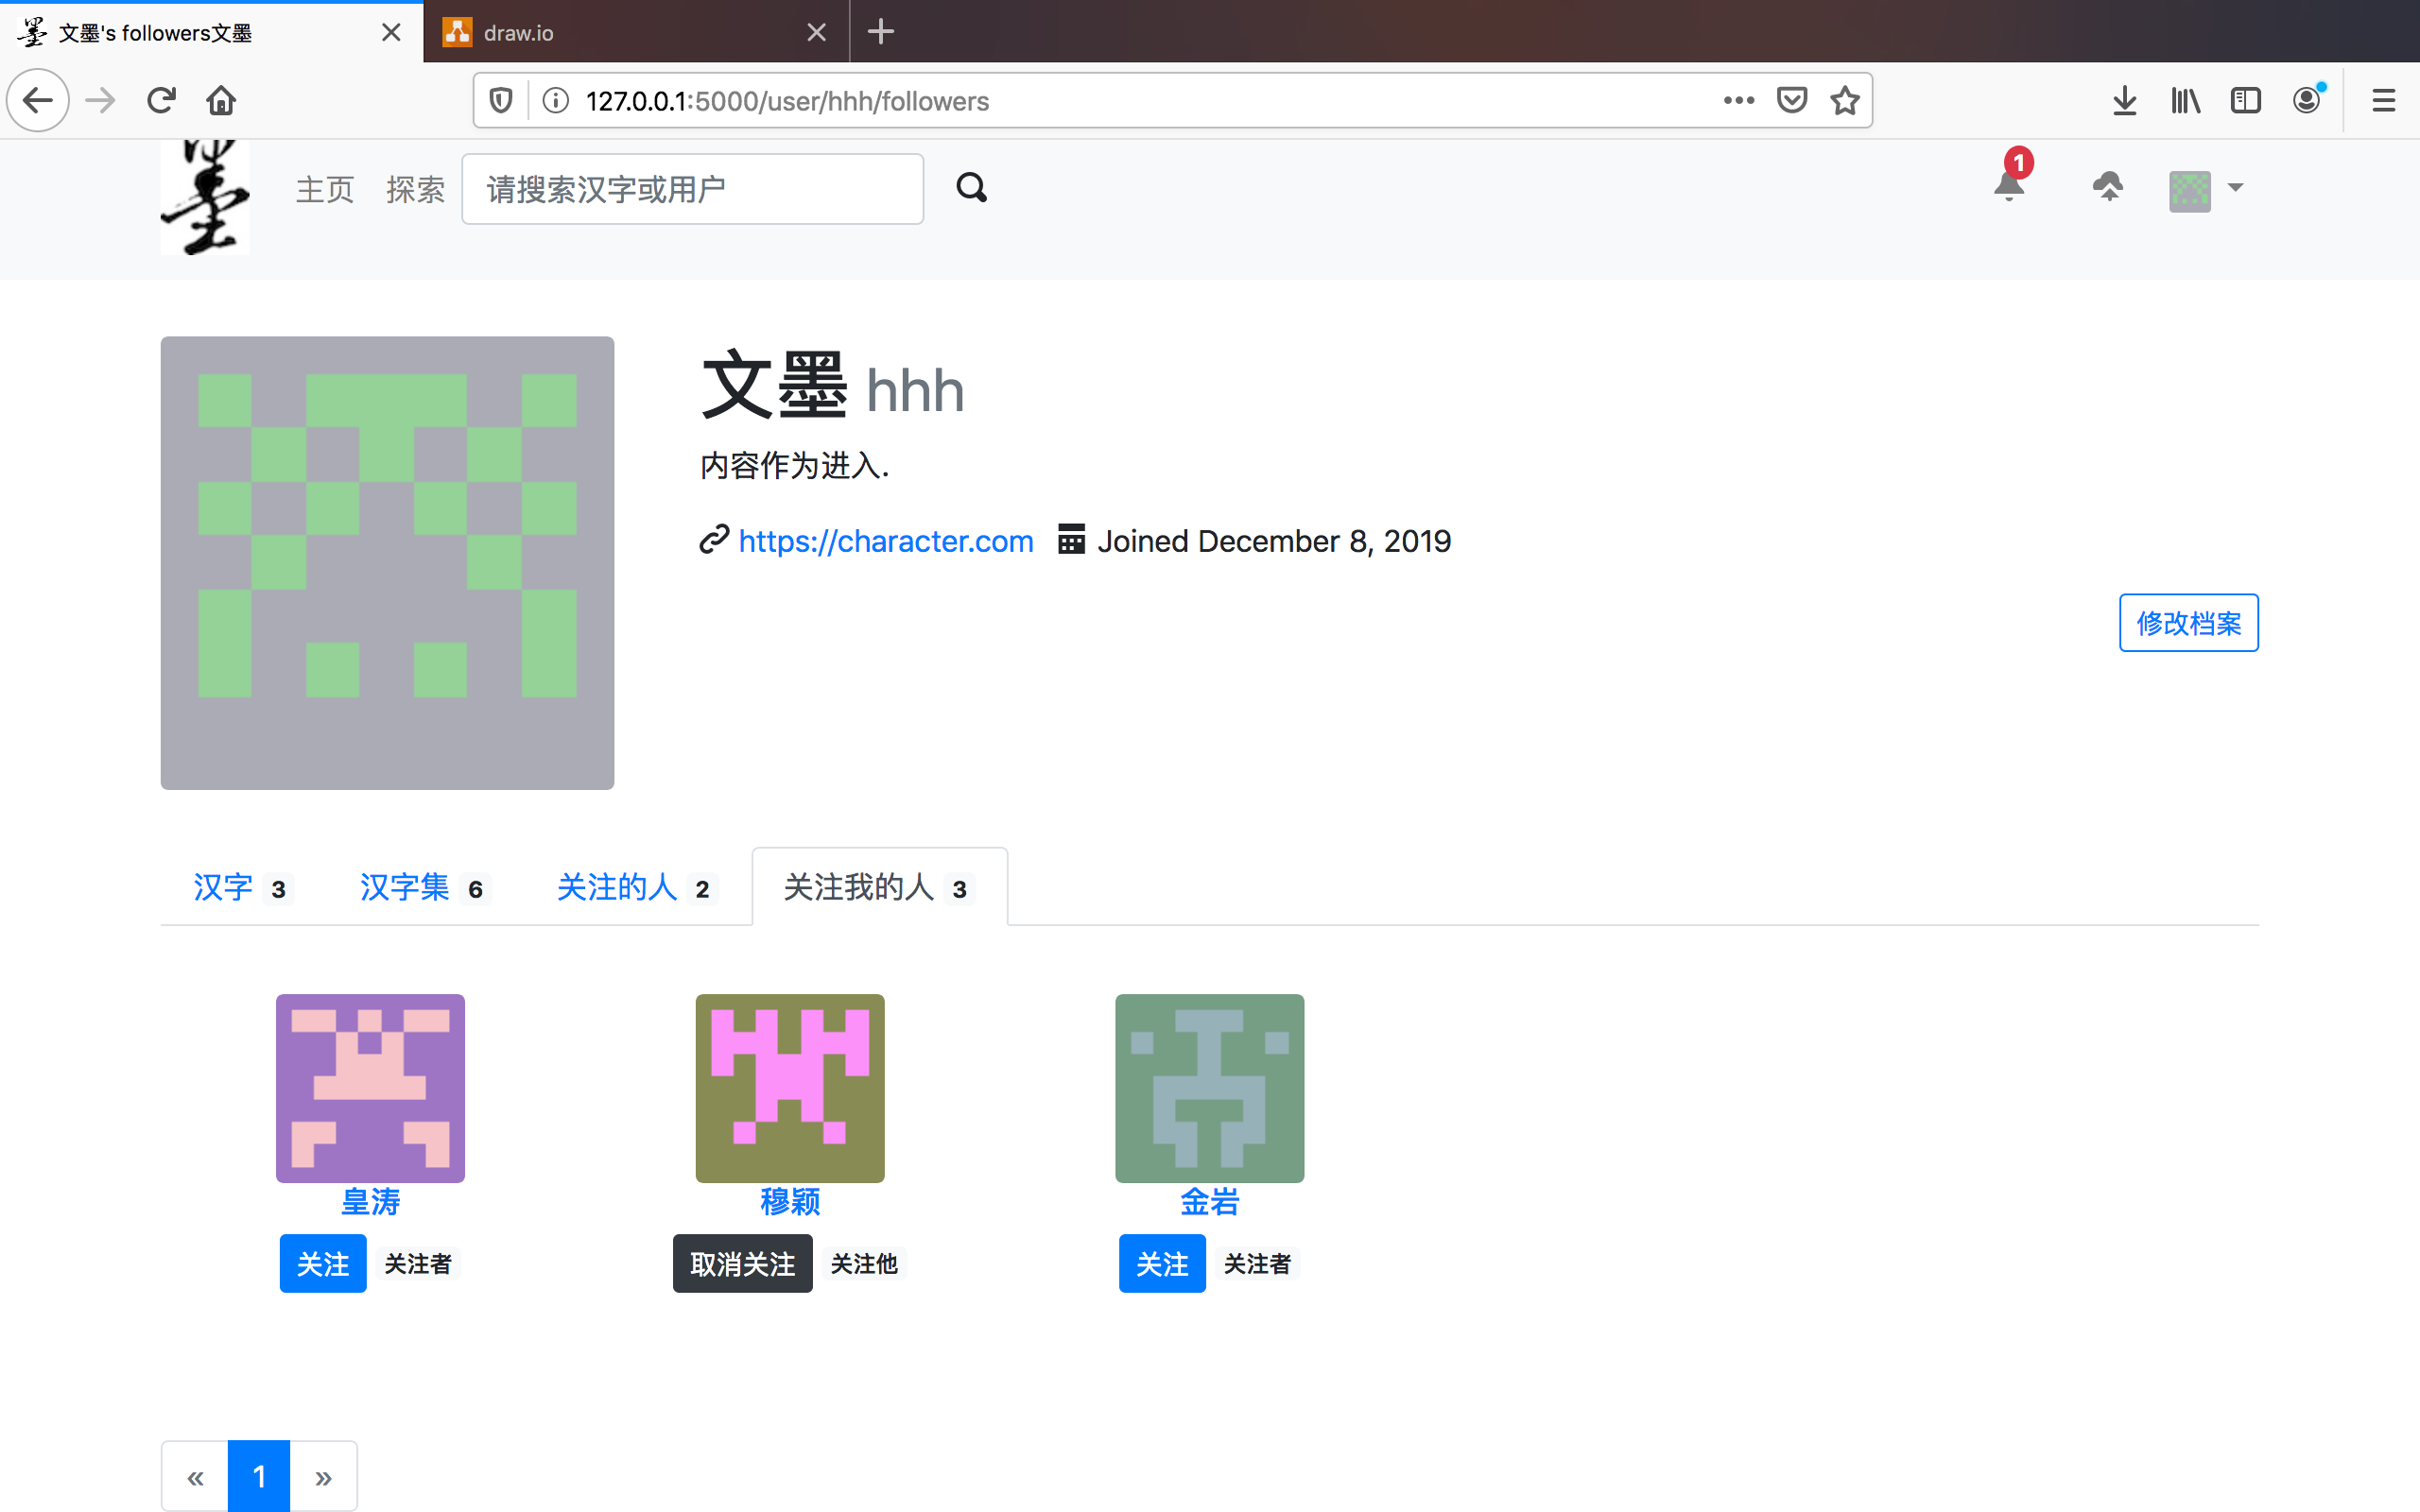 文墨's followers文墨
draw.io
127.0.0.1:5000/user/hhh/followers
墨 主页 探索 请搜索汉字或用户 1
文墨 hhh
内容作为进入.
https://character.com Joined December 8, 2019
修改档案
汉字 3 汉字集 6 关注的人 2 关注我的人 3
皇涛 穆颖 金岩
关注 关注者 取消关注 关注他 关注 关注者
« 1 »